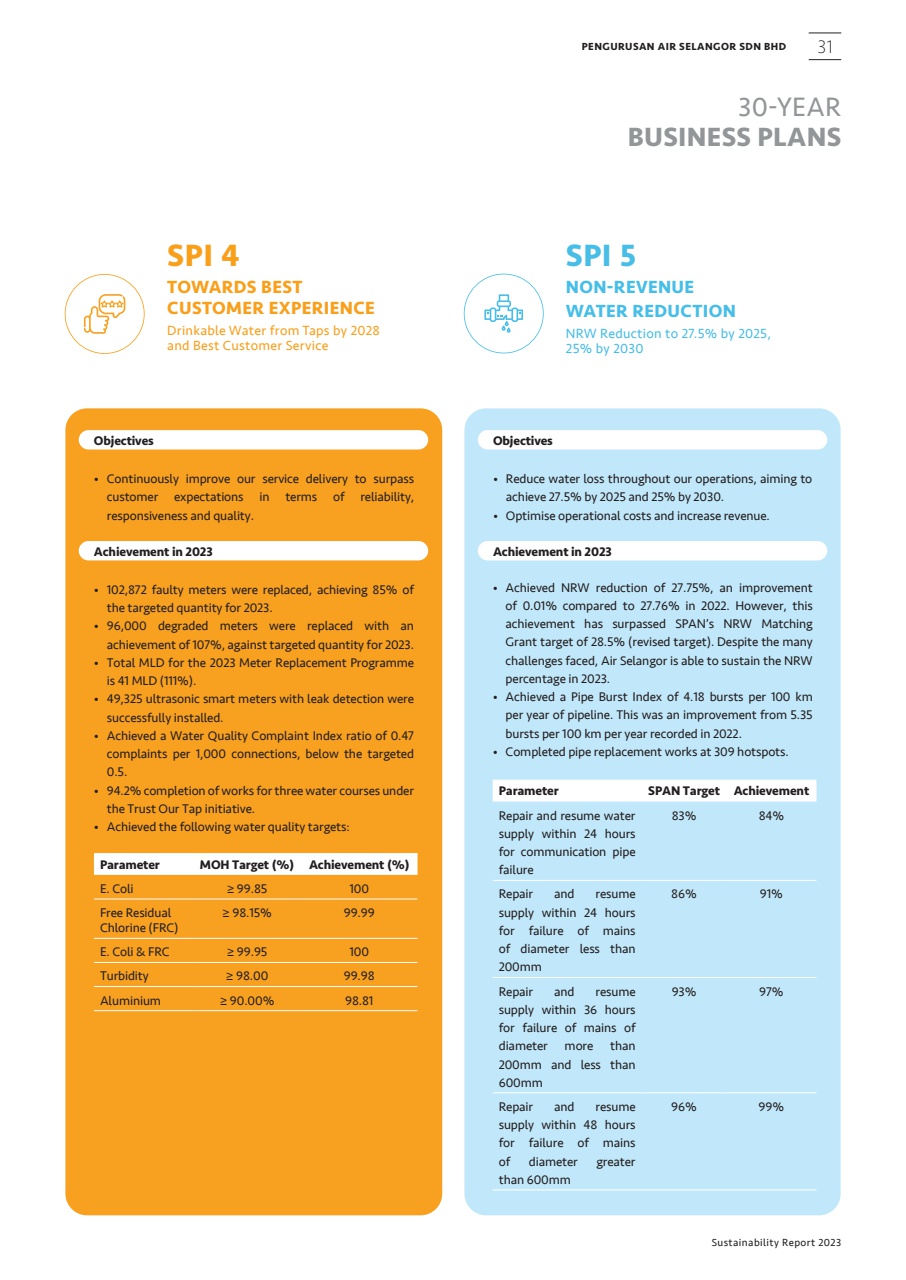 PENGURUSAN AIR SELANGOR SDN BHD 31
30-YEAR
BUSINESS PLANS
SPI 4
TOWARDS BEST
CUSTOMER EXPERIENCE
Drinkable Water from Taps by 2028
and Best Customer Service
Objectives
• Continuously improve our service delivery to surpass
customer expectations in terms of reliability,
responsiveness and quality.
Achievement in 2023
• 102,872 faulty meters were replaced, achieving 85% of
the targeted quantity for 2023.
• 96,000 degraded meters were replaced with an
achievement of 107%, against targeted quantity for 2023.
• Total MLD for the 2023 Meter Replacement Programme
is 41 MLD (111%).
• 49,325 ultrasonic smart meters with leak detection were
successfully installed.
• Achieved a Water Quality Complaint Index ratio of 0.47
complaints per 1,000 connections, below the targeted
0.5.
• 94.2% completion of works for three water courses under
the Trust Our Tap initiative.
• Achieved the following water quality targets:
Parameter MOH Target (%) Achievement (%)
E. Coli ≥ 99.85 100
Free Residual ≥ 98.15% 99.99
Chlorine (FRC)
E. Coli & FRC ≥ 99.95 100
Turbidity ≥ 98.00 99.98
Aluminium ≥ 90.00% 98.81
SPI 5
NON-REVENUE
WATER REDUCTION
NRW Reduction to 27.5% by 2025,
25% by 2030
Objectives
• Reduce water loss throughout our operations, aiming to
achieve 27.5% by 2025 and 25% by 2030.
• Optimise operational costs and increase revenue.
Achievement in 2023
• Achieved NRW reduction of 27.75%, an improvement
of 0.01% compared to 27.76% in 2022. However, this
achievement has surpassed SPAN's NRW Matching
Grant target of 28.5% (revised target). Despite the many
challenges faced, Air Selangor is able to sustain the NRW
percentage in 2023.
• Achieved a Pipe Burst Index of 4.18 bursts per 100 km
per year of pipeline. This was an improvement from 5.35
bursts per 100 km per year recorded in 2022.
• Completed pipe replacement works at 309 hotspots.
Parameter SPAN Target Achievement
Repair and resume water 83% 84%
supply within 24 hours
for communication pipe
failure
Repair and resume 86% 91%
supply within 24 hours
for failure of mains
of diameter less than
200mm
Repair and resume 93% 97%
supply within 36 hours
for failure of mains of
diameter more than
200mm and less than
600mm
Repair and resume 96% 99%
supply within 48 hours
for failure of mains
of diameter greater
than 600mm
Sustainability Report 2023